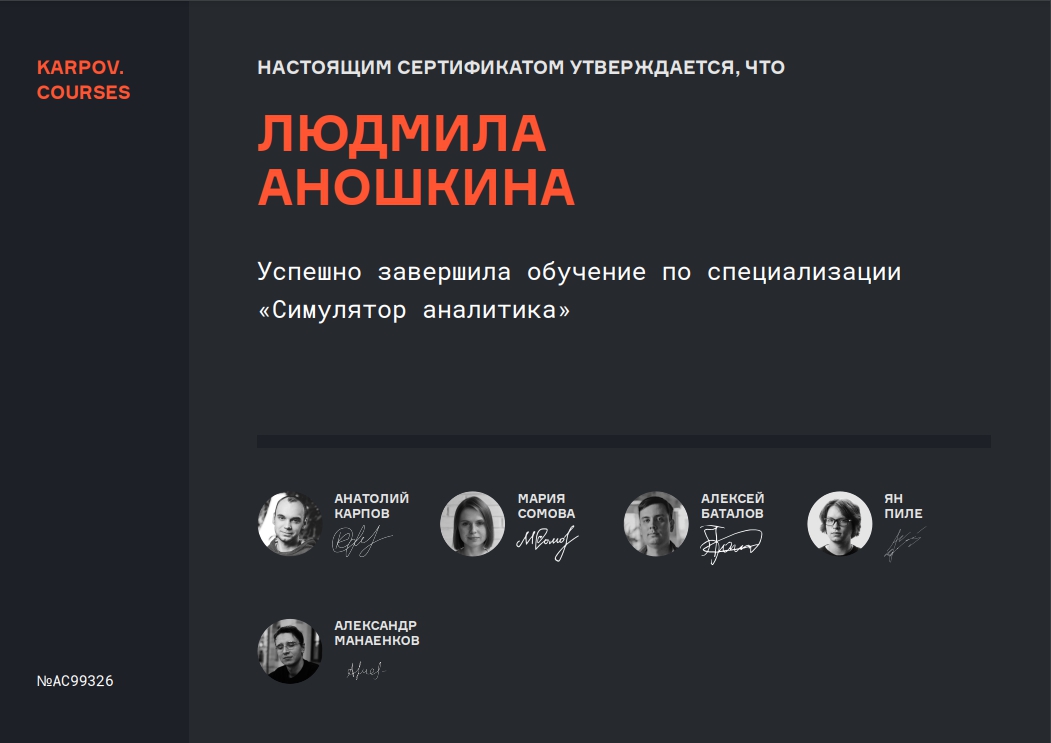 KARPOV.
COURSES
НАСТОЯЩИМ СЕРТИФИКАТОМ УТВЕРЖДАЕТСЯ, ЧТО
ЛЮДМИЛА
АНОШКИНА
Успешно завершила обучение по специализации
«Симулятор аналитика»
АНАТОЛИЙ
КАРПОВ
МАРИЯ
СОМОВА
АЛЕКСЕЙ
БАТАЛОВ
ЯН
ПИЛЕ
АЛЕКСАНДР
МАНАЕНКОВ
№AC99326